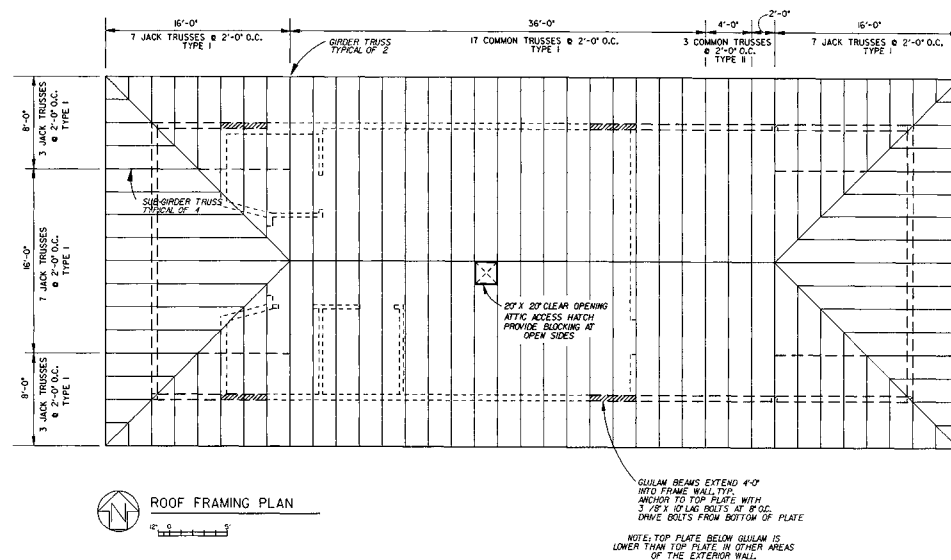 16'-0"
7 JACK TRUSSES @ 2'-0" O.C.
TYPE I
36'-0"
17 COMMON TRUSSES @ 2'-0" O.C.
TYPE I
4'-0"
3 COMMON TRUSSES
@ 2'-0" O.C.
TYPE II
2'-0"
16'-0"
7 JACK TRUSSES @ 2'-0" O.C.
TYPE I
GIRDER TRUSS
TYPICAL OF 2
8'-0"
3 JACK TRUSSES
@ 2'-0" O.C.
TYPE I
SUB-GIRDER TRUSS
TYPICAL OF 4
16'-0"
7 JACK TRUSSES
@ 2'-0" O.C.
TYPE I
20" X 20" CLEAR OPENING
ATTIC ACCESS HATCH
PROVIDE BLOCKING AT
OPEN SIDES
8'-0"
3 JACK TRUSSES
@ 2'-0" O.C.
TYPE I
GLULAM BEAMS EXTEND 4'-0"
INTO FRAME WALL, TYP.
ANCHOR TO TOP PLATE WITH
3 /8" X 10" LAG BOLTS AT 8" O.C.
DRIVE BOLTS FROM BOTTOM OF PLATE
NOTE: TOP PLATE BELOW GLULAM IS
LOWER THAN TOP PLATE IN OTHER AREAS
OF THE EXTERIOR WALL.
N
ROOF FRAMING PLAN
12" 0 5'